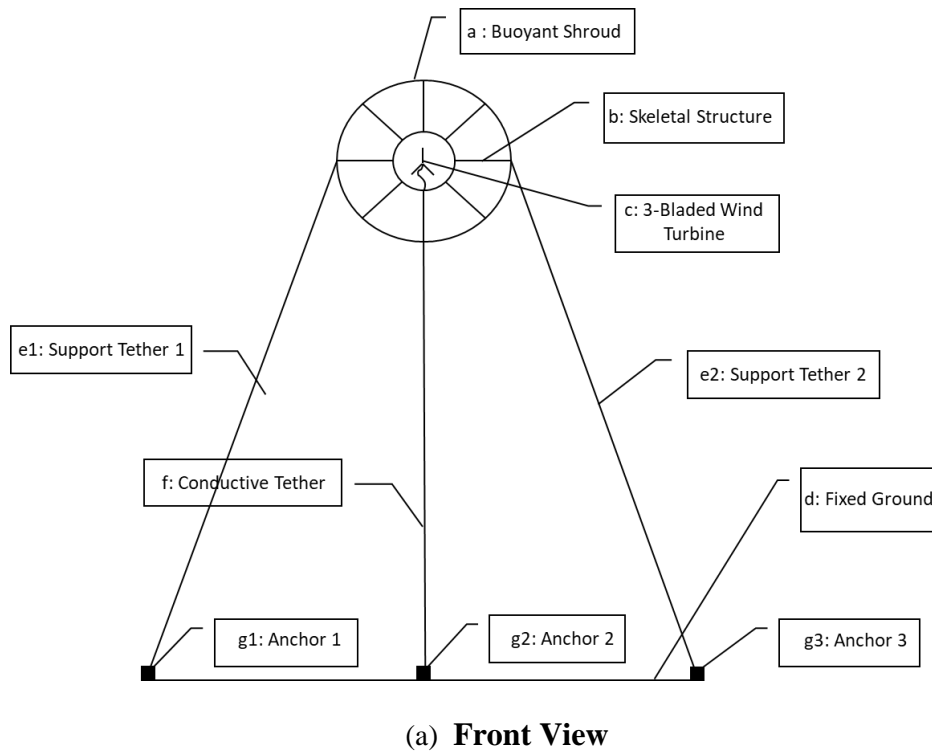 a : Buoyant Shroud
b: Skeletal Structure
c: 3-Bladed Wind
Turbine
e1: Support Tether 1
e2: Support Tether 2
f: Conductive Tether
d: Fixed Ground
g1: Anchor 1
g2: Anchor 2
g3: Anchor 3
(a) Front View